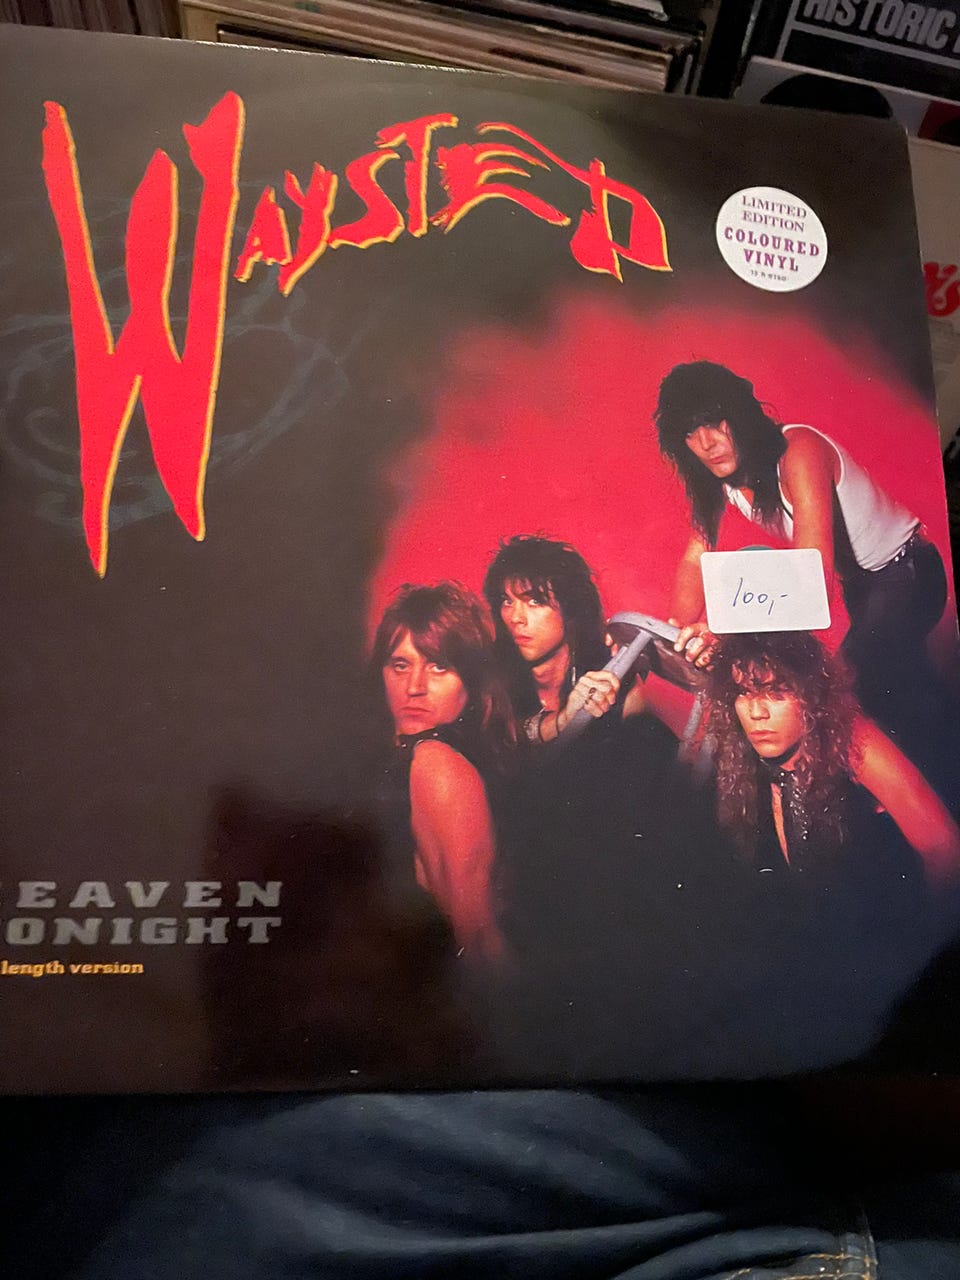 HISTORIC
WAYSTED
LIMITED
EDITION
COLOURED
VINYL
100,-
EAVEN
ONIGHT
length version